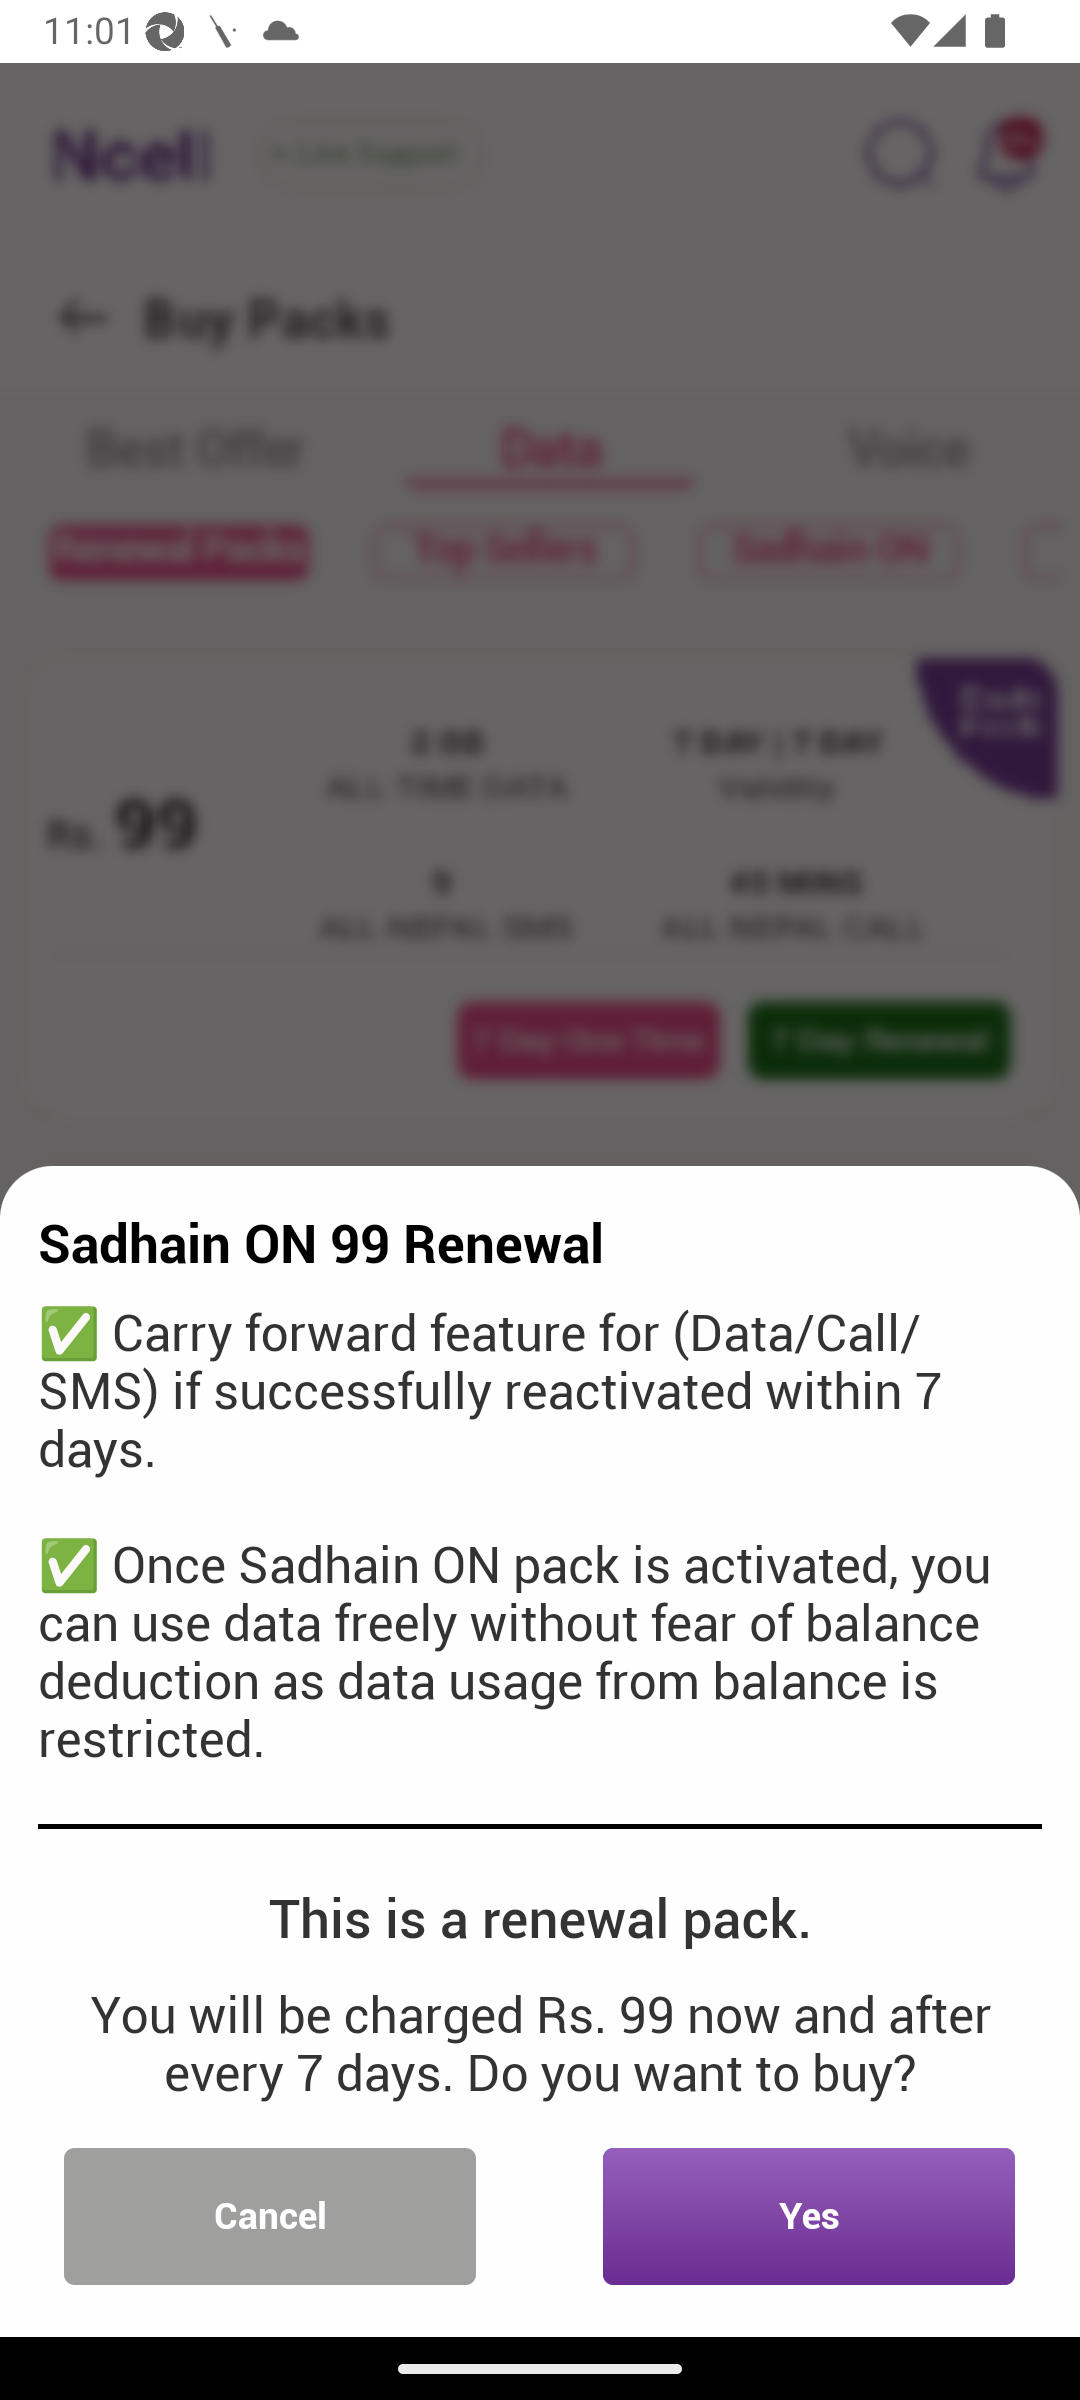 11:01
Ncell
Live Support
Buy Packs
Best Offer Data Voice
Renewal Packs Top Sellers Sadhain ON
2 GB 7 DAY | 7 DAY
ALL TIME DATA Validity
Rs. 99
9 45 MINS
ALL NEPAL SMS ALL NEPAL CALL
7 Day One Time 7 Day Renewal
Sadhain ON 99 Renewal
✅ Carry forward feature for (Data/Call/
SMS) if successfully reactivated within 7
days.
✅ Once Sadhain ON pack is activated, you
can use data freely without fear of balance
deduction as data usage from balance is
restricted.
This is a renewal pack.
You will be charged Rs. 99 now and after
every 7 days. Do you want to buy?
Cancel Yes